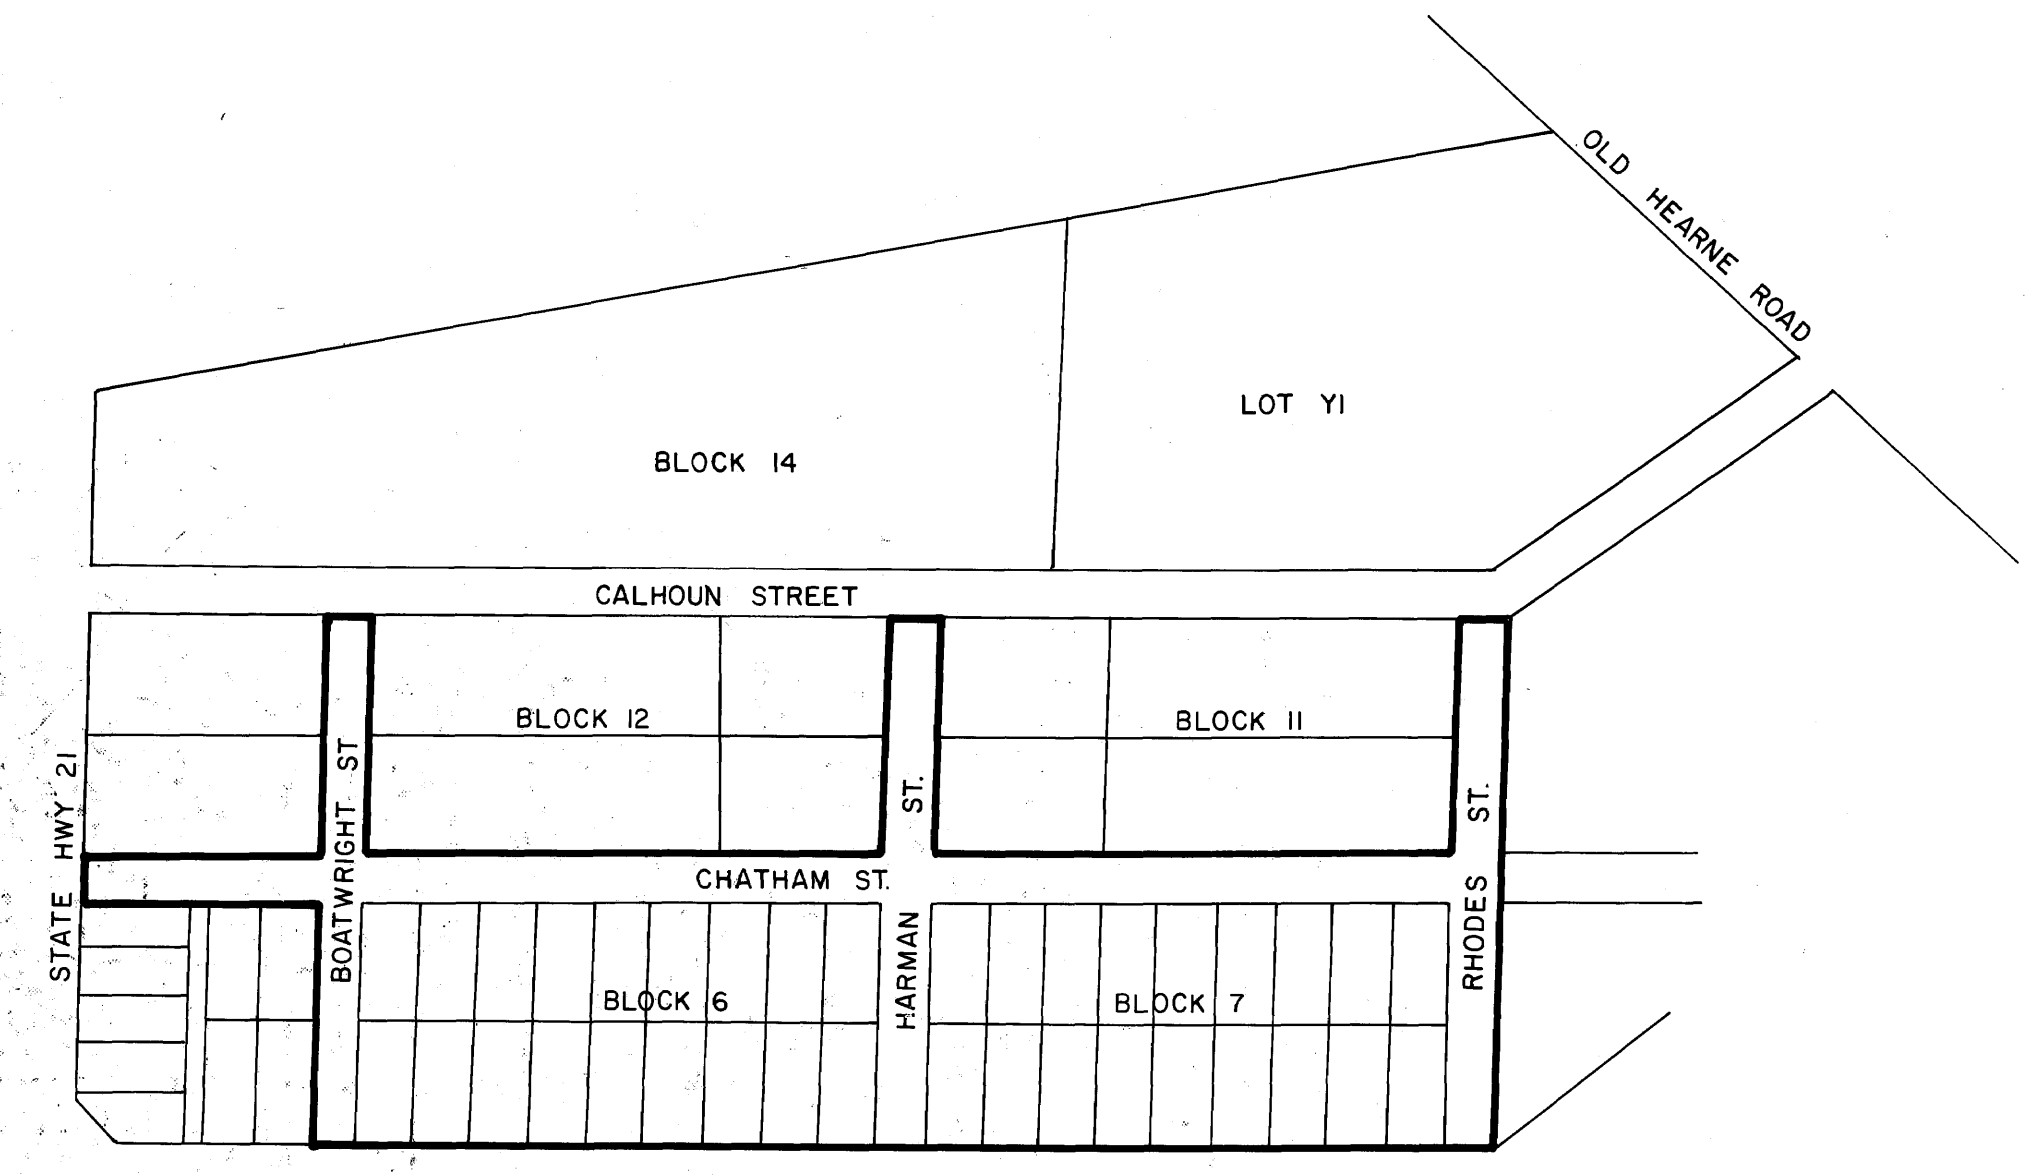 OLD HEARNE ROAD
LOT Y1
BLOCK 14
CALHOUN STREET
BLOCK 12
BLOCK 11
STATE HWY 21
BOATWRIGHT ST
HARMAN ST.
RHODES ST.
CHATHAM ST.
BLOCK 6
BLOCK 7